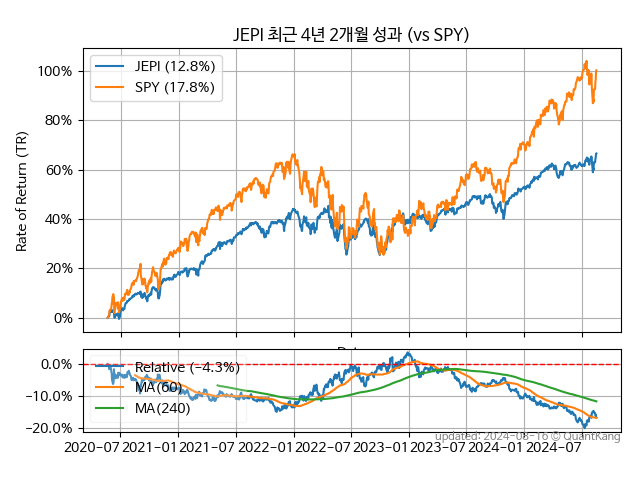 JEPI 최근 4년 2개월 성과 (vs SPY)
JEPI (12.8%)
SPY (17.8%)
Rate of Return (TR)
100%
80%
60%
40%
20%
0%
Relative (−4.3%)
MA(60)
MA(240)
0.0%
−10.0%
−20.0%
2020-07 2021-01 2021-07 2022-01 2022-07 2023-01 2023-07 2024-01 2024-07
updated: 2024-08-16 © QuantKang